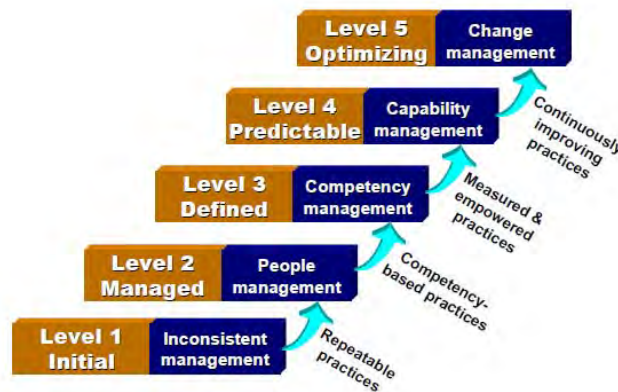 Level 5
Optimizing
Change
management
Level 4
Predictable
Capability
management
Continuously
improving
practices
Level 3
Defined
Competency
management
Measured &
empowered
practices
Level 2
Managed
People
management
Competency-
based practices
Level 1
Initial
Inconsistent
management
Repeatable
practices